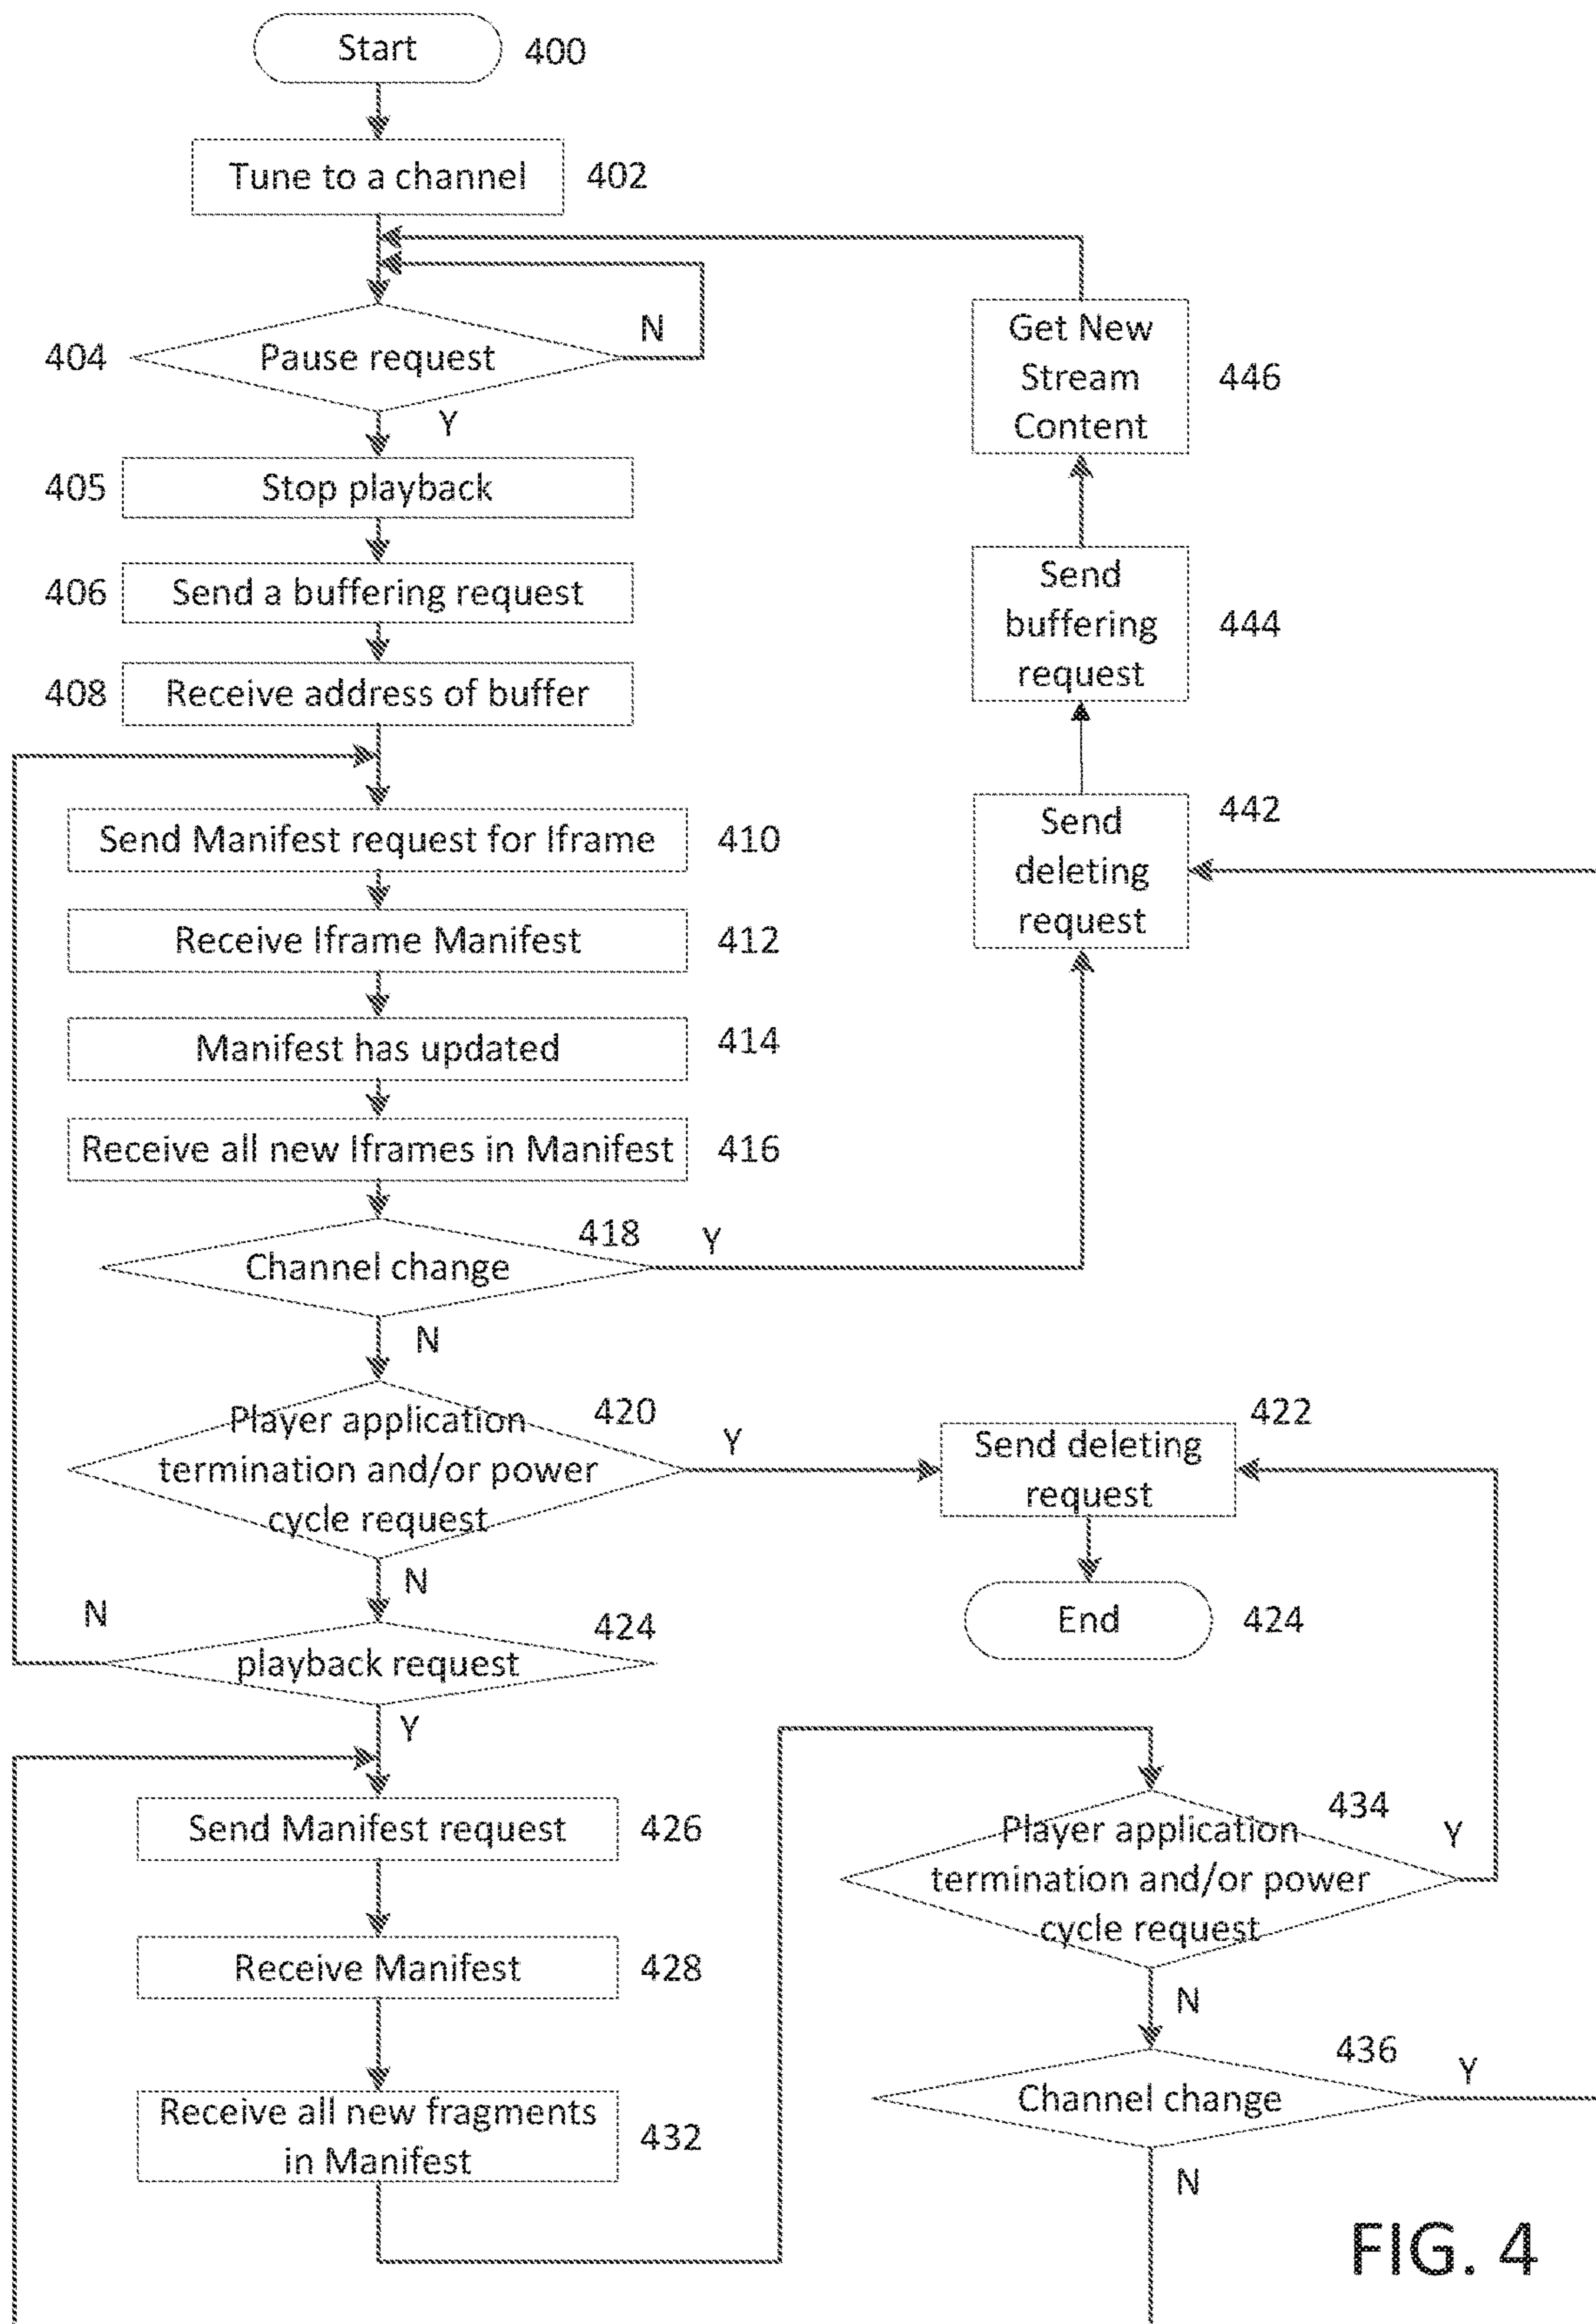 Start
400
Tune to a channel
402
N
Pause request
404
Y
Stop playback
405
Send a buffering request
406
Receive address of buffer
408
Send Manifest request for Iframe
410
Receive Iframe Manifest
412
Manifest has updated
414
Receive all new Iframes in Manifest
416
418
Channel change
Y
N
Player application
termination and/or power
cycle request
420
Y
N
N
424
playback request
Y
Send Manifest request
426
Receive Manifest
428
Receive all new fragments
in Manifest
432
Get New
Stream
Content
446
Send
buffering
request
444
Send
deleting
request
442
422
Send deleting
request
End
424
434
Player application
termination and/or power
cycle request
Y
N
436
Channel change
Y
N
FIG. 4